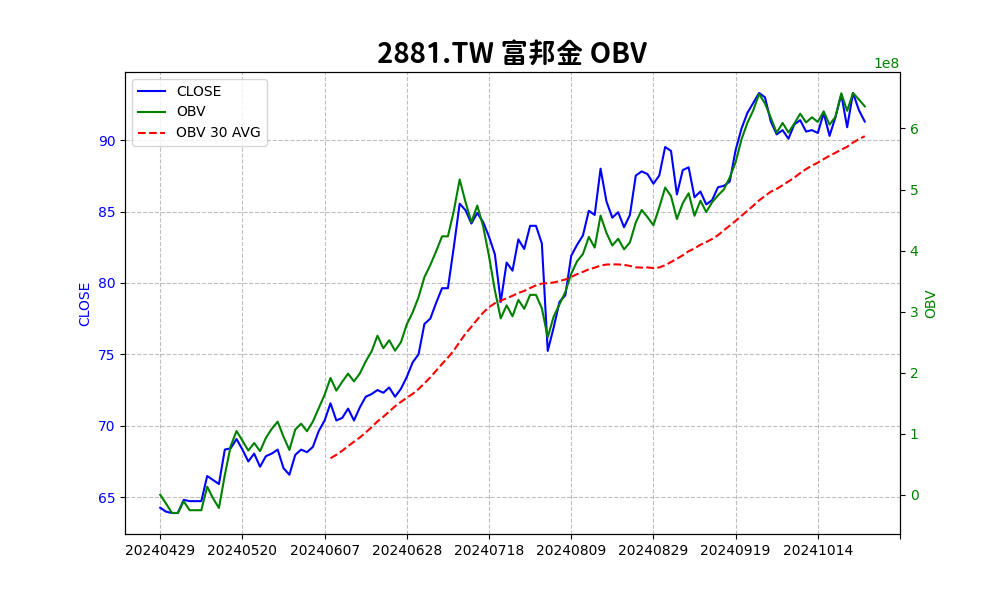 2881.TW 富邦金 OBV
1e8
CLOSE
OBV
OBV 30 AVG
90
85
80
75
70
65
CLOSE
6
5
4
3
2
1
0
OBV
20240429 20240520 20240607 20240628 20240718 20240809 20240829 20240919 20241014